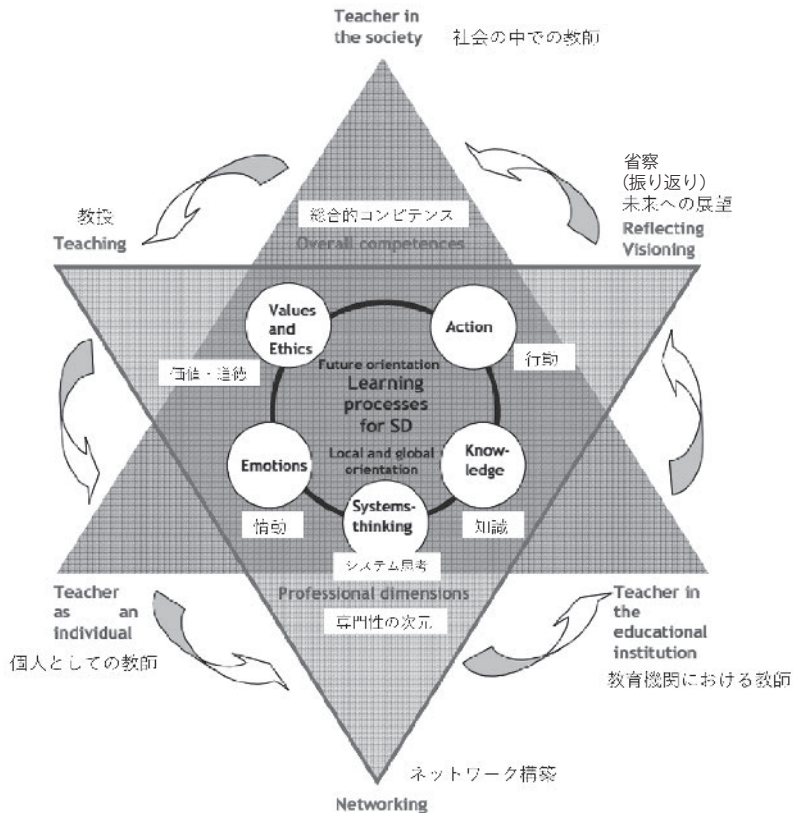 Teacher in
the society
社会の中での教師
省察
(振り返り)
未来への展望
Reflecting
Visioning
教授
Teaching
総合的コンピテンス
Overall competences
Values
and
Ethics
Action
価値・道徳
行動
Future orientation
Learning
processes
for SD
Local and global
orientation
Emotions
Know-
ledge
情動
Systems-
thinking
知識
システム思考
Professional dimensions
専門性の次元
Teacher
as an
individual
個人としての教師
Teacher in
the
educational
institution
教育機関における教師
ネットワーク構築
Networking